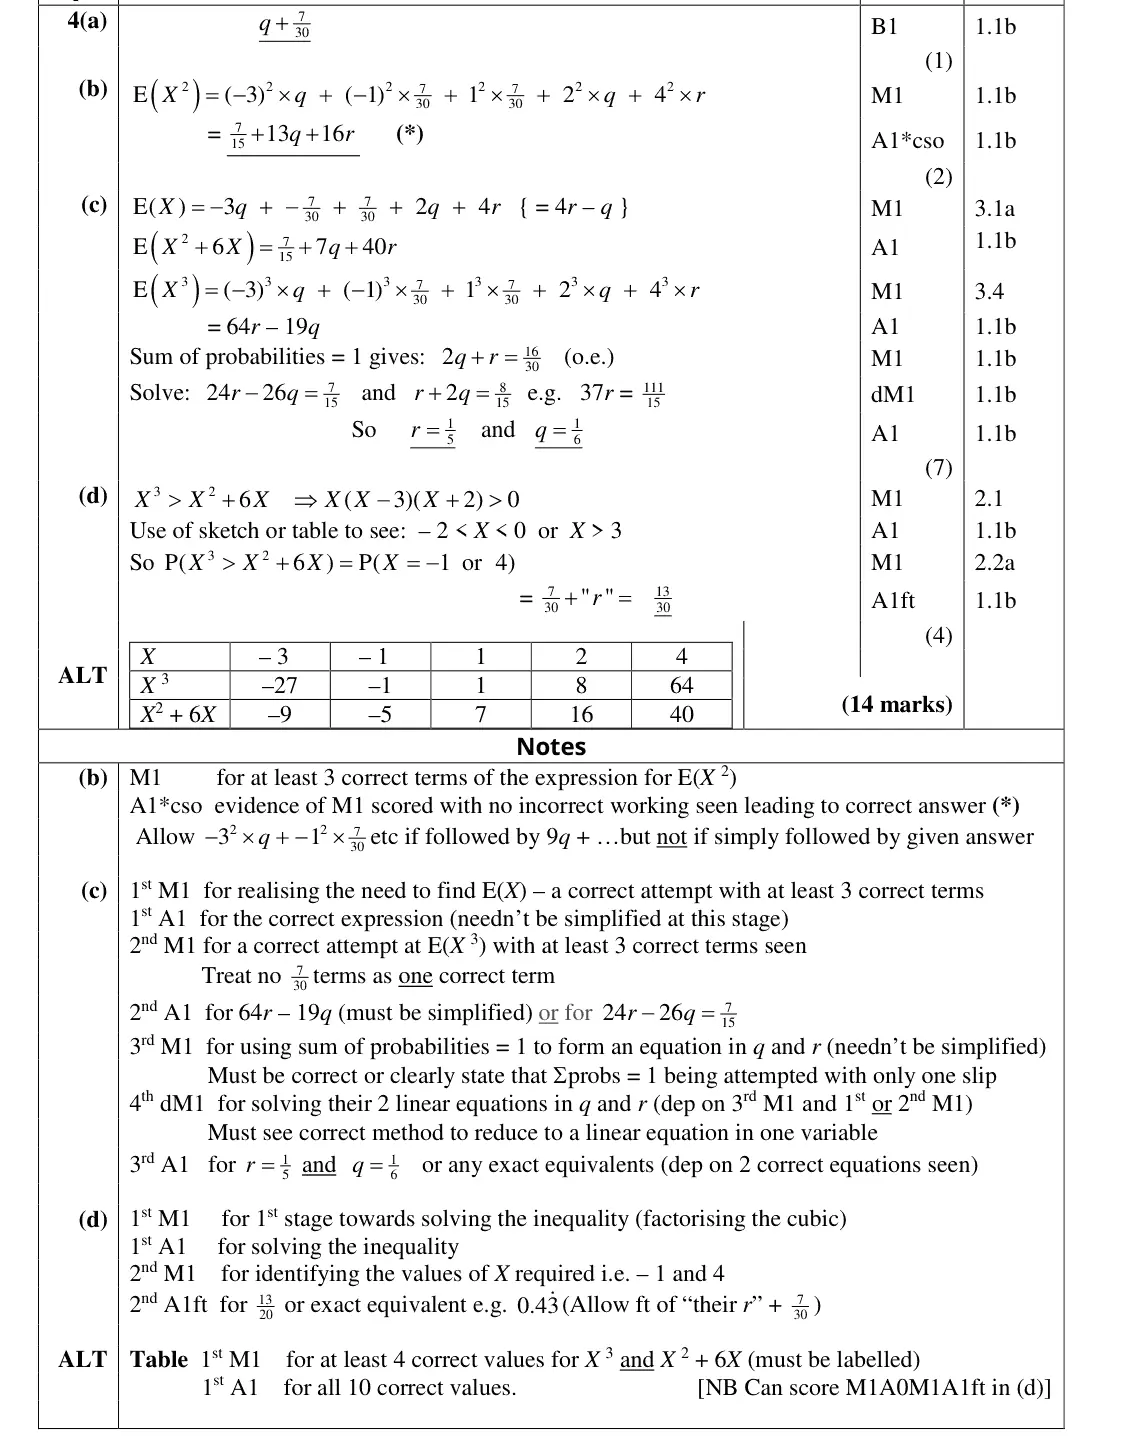 4(a) q + 7/30 B1 1.1b
(1)
(b) E(X²) = (−3)² × q + (−1)² × 7/30 + 1² × 7/30 + 2² × q + 4² × r M1 1.1b
= 7/15 + 13q + 16r (*) A1*cso 1.1b
(2)
(c) E(X) = −3q + −7/30 + 7/30 + 2q + 4r { = 4r – q } M1 3.1a
E(X² + 6X) = 7/15 + 7q + 40r A1 1.1b
E(X³) = (−3)³ × q + (−1)³ × 7/30 + 1³ × 7/30 + 2³ × q + 4³ × r M1 3.4
= 64r – 19q A1 1.1b
Sum of probabilities = 1 gives: 2q + r = 16/30 (o.e.) M1 1.1b
Solve: 24r − 26q = 7/15 and r + 2q = 8/15 e.g. 37r = 111/15 dM1 1.1b
So r = 1/5 and q = 1/6 A1 1.1b
(7)
(d) X³ > X² + 6X ⇒ X(X − 3)(X + 2) > 0 M1 2.1
Use of sketch or table to see: – 2 < X < 0 or X > 3 A1 1.1b
So P(X³ > X² + 6X) = P(X = −1 or 4) M1 2.2a
= 7/30 + "r" = 13/30 A1ft 1.1b
(4)
ALT
X – 3 – 1 1 2 4
X³ –27 –1 1 8 64
X² + 6X –9 –5 7 16 40
(14 marks)
Notes
(b) M1 for at least 3 correct terms of the expression for E(X²)
A1*cso evidence of M1 scored with no incorrect working seen leading to correct answer (*)
Allow −3² × q + −1² × 7/30 etc if followed by 9q + …but not if simply followed by given answer
(c) 1st M1 for realising the need to find E(X) – a correct attempt with at least 3 correct terms
1st A1 for the correct expression (needn’t be simplified at this stage)
2nd M1 for a correct attempt at E(X³) with at least 3 correct terms seen
Treat no 7/30 terms as one correct term
2nd A1 for 64r – 19q (must be simplified) or for 24r − 26q = 7/15
3rd M1 for using sum of probabilities = 1 to form an equation in q and r (needn’t be simplified)
Must be correct or clearly state that Σprobs = 1 being attempted with only one slip
4th dM1 for solving their 2 linear equations in q and r (dep on 3rd M1 and 1st or 2nd M1)
Must see correct method to reduce to a linear equation in one variable
3rd A1 for r = 1/5 and q = 1/6 or any exact equivalents (dep on 2 correct equations seen)
(d) 1st M1 for 1st stage towards solving the inequality (factorising the cubic)
1st A1 for solving the inequality
2nd M1 for identifying the values of X required i.e. – 1 and 4
2nd A1ft for 13/20 or exact equivalent e.g. 0.43̇ (Allow ft of “their r” + 7/30 )
ALT Table 1st M1 for at least 4 correct values for X³ and X² + 6X (must be labelled)
1st A1 for all 10 correct values. [NB Can score M1A0M1A1ft in (d)]